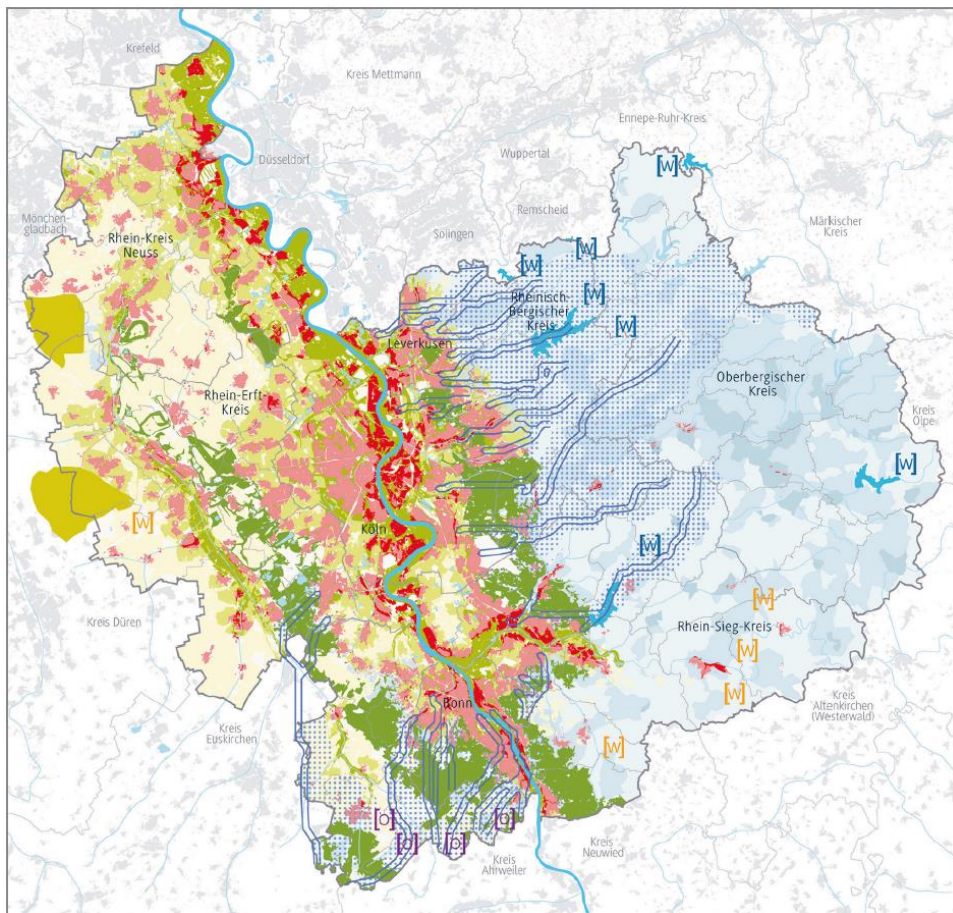 Krefeld
Kreis Mettmann
Ennepe-Ruhr-Kreis
Düsseldorf
Wuppertal
[W]
Remscheid
Mönchen-
gladbach
Solingen
Märkischer
Kreis
Rhein-Kreis
Neuss
[W]
[W]
Rheinisch-
Bergischer
Kreis
[W]
[W]
Leverkusen
Rhein-Erft-
Kreis
Oberbergischer
Kreis
Kreis
Olpe
[W]
[W]
Köln
[W]
[W]
Kreis Düren
Rhein-Sieg-Kreis
[W]
[W]
Bonn
Kreis
Altenkirchen
(Westerwald)
Kreis
Euskirchen
[W]
[O]
[O]
[O]
[O]
Kreis
Neuwied
Kreis
Ahrweiler